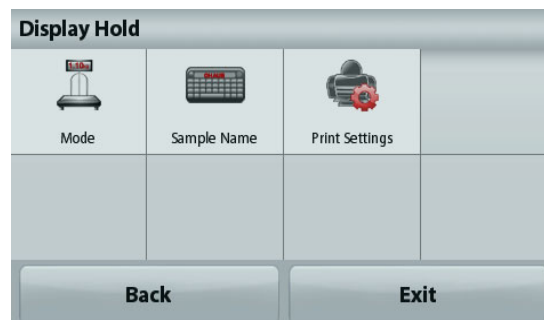 Display Hold
Mode
Sample Name
Print Settings
Back
Exit